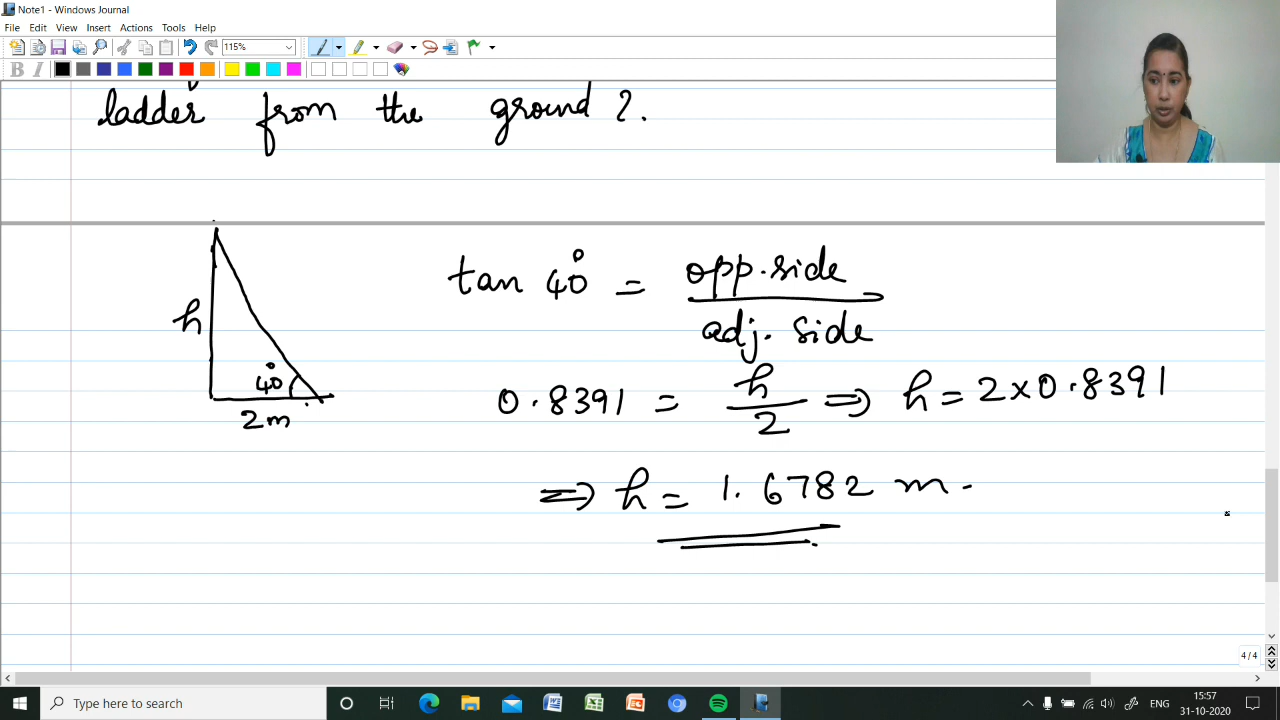 Note1 - Windows Journal
File Edit View Insert Actions Tools Help
115%
B I
ladder from the ground ?.
tan 40° = opp. side
adj. side
h
40°
2m
0.8391 = h/2 ⇒ h = 2 × 0.8391
⇒ h = 1.6782 m.
4 / 4
Type here to search
ENG
15:57
31-10-2020